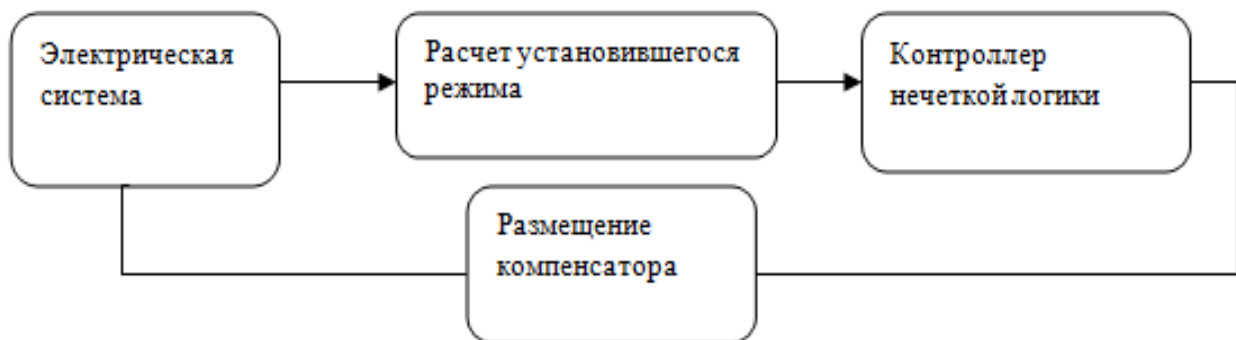 Электрическая
система
Расчет установившегося
режима
Контроллер
нечеткой логики
Размещение
компенсатора